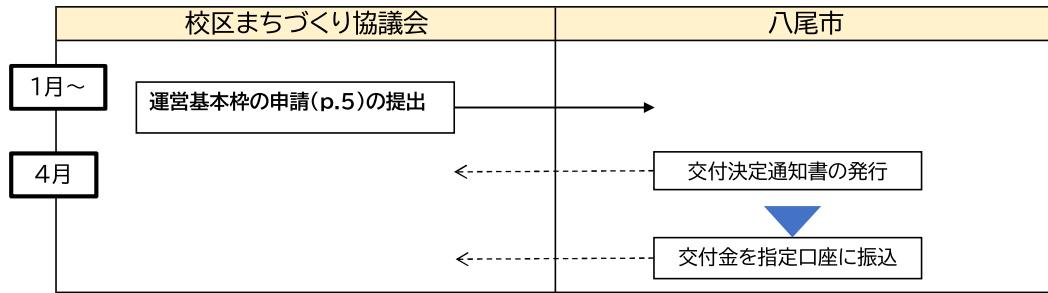 校区まちづくり協議会
八尾市
1月~
運営基本枠の申請(p.5)の提出
4月
交付決定通知書の発行
交付金を指定口座に振込